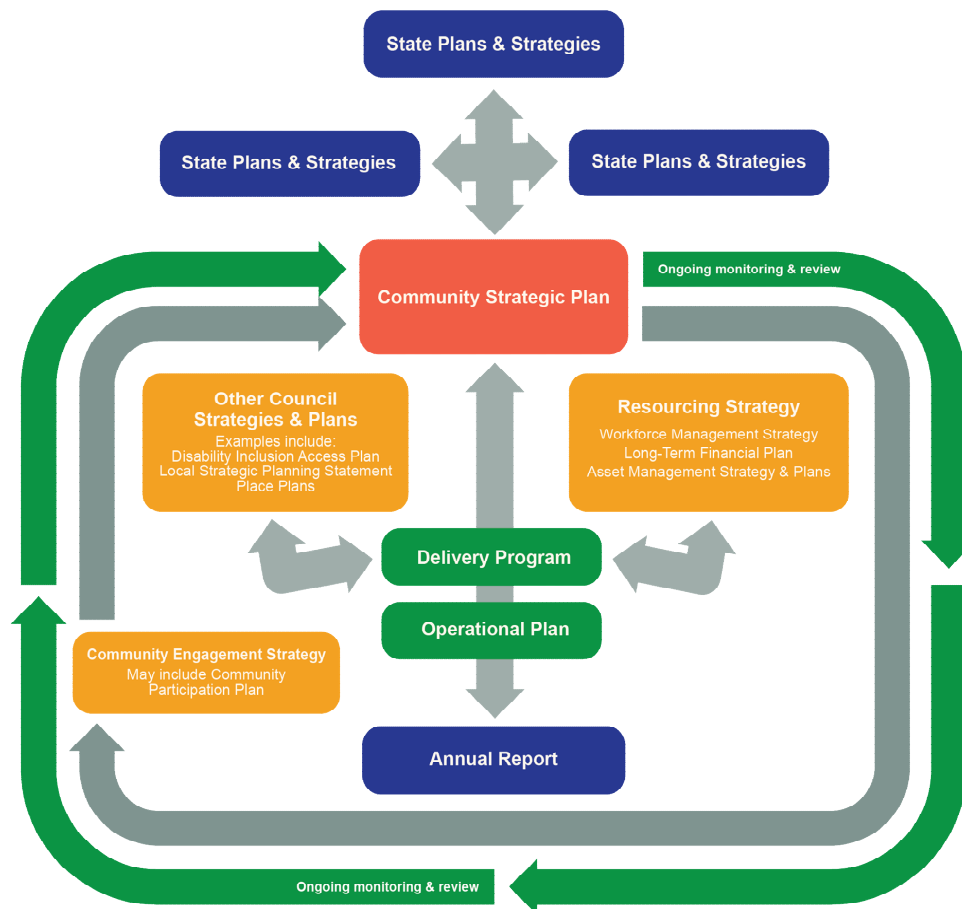 State Plans & Strategies
State Plans & Strategies
State Plans & Strategies
Community Strategic Plan
Ongoing monitoring & review
Other Council
Strategies & Plans
Examples include:
Disability Inclusion Access Plan
Local Strategic Planning Statement
Place Plans
Resourcing Strategy
Workforce Management Strategy
Long-Term Financial Plan
Asset Management Strategy & Plans
Delivery Program
Operational Plan
Community Engagement Strategy
May include Community
Participation Plan
Annual Report
Ongoing monitoring & review